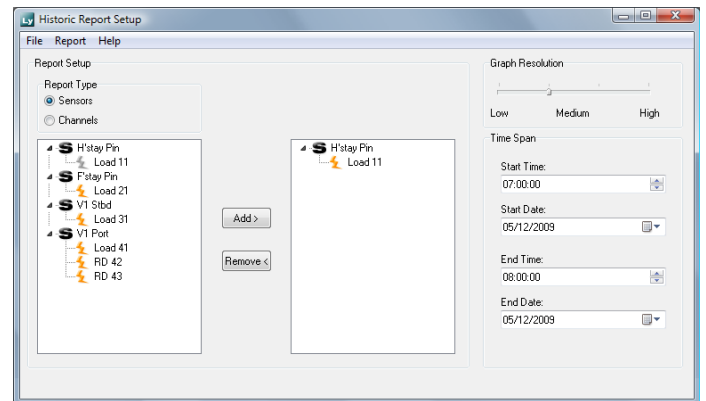 Ly Historic Report Setup
File Report Help
Report Setup
Report Type
Sensors
Channels
S H'stay Pin
Load 11
S F'stay Pin
Load 21
S V1 Stbd
Load 31
S V1 Port
Load 41
RD 42
RD 43
Add >
Remove <
S H'stay Pin
Load 11
Graph Resolution
Low Medium High
Time Span
Start Time:
07:00:00
Start Date:
05/12/2009
End Time:
08:00:00
End Date:
05/12/2009